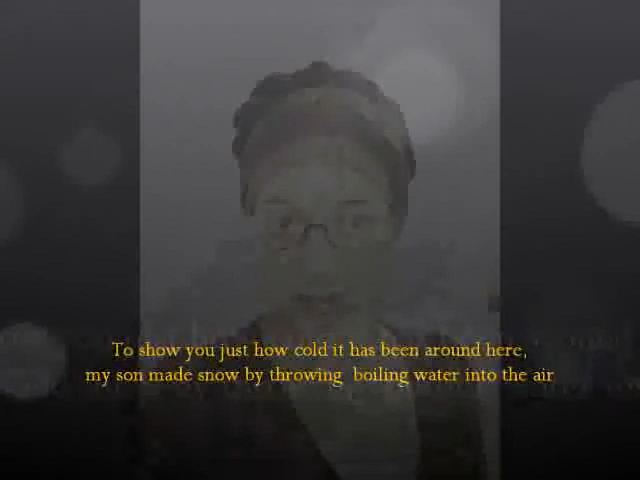 To show you just how cold it has been around here,
my son made snow by throwing  boiling water into the air